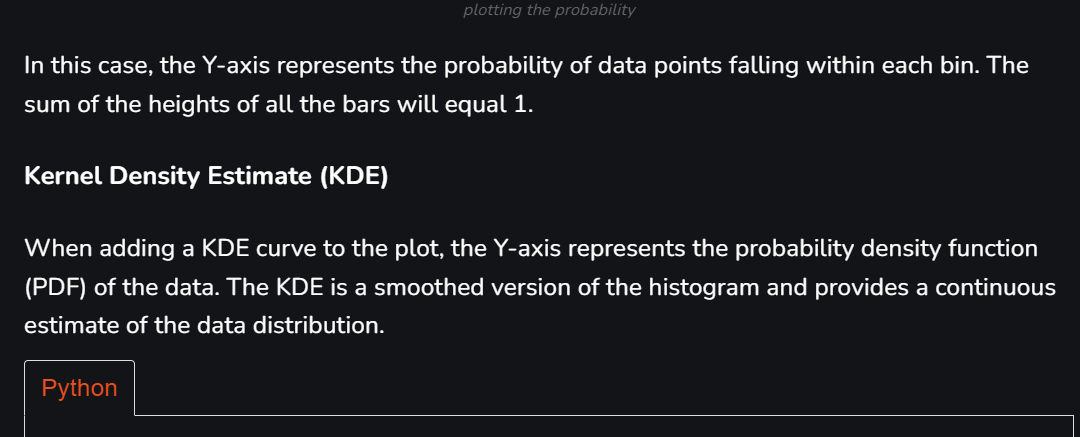 plotting the probability
In this case, the Y-axis represents the probability of data points falling within each bin. The
sum of the heights of all the bars will equal 1.
Kernel Density Estimate (KDE)
When adding a KDE curve to the plot, the Y-axis represents the probability density function
(PDF) of the data. The KDE is a smoothed version of the histogram and provides a continuous
estimate of the data distribution.
Python